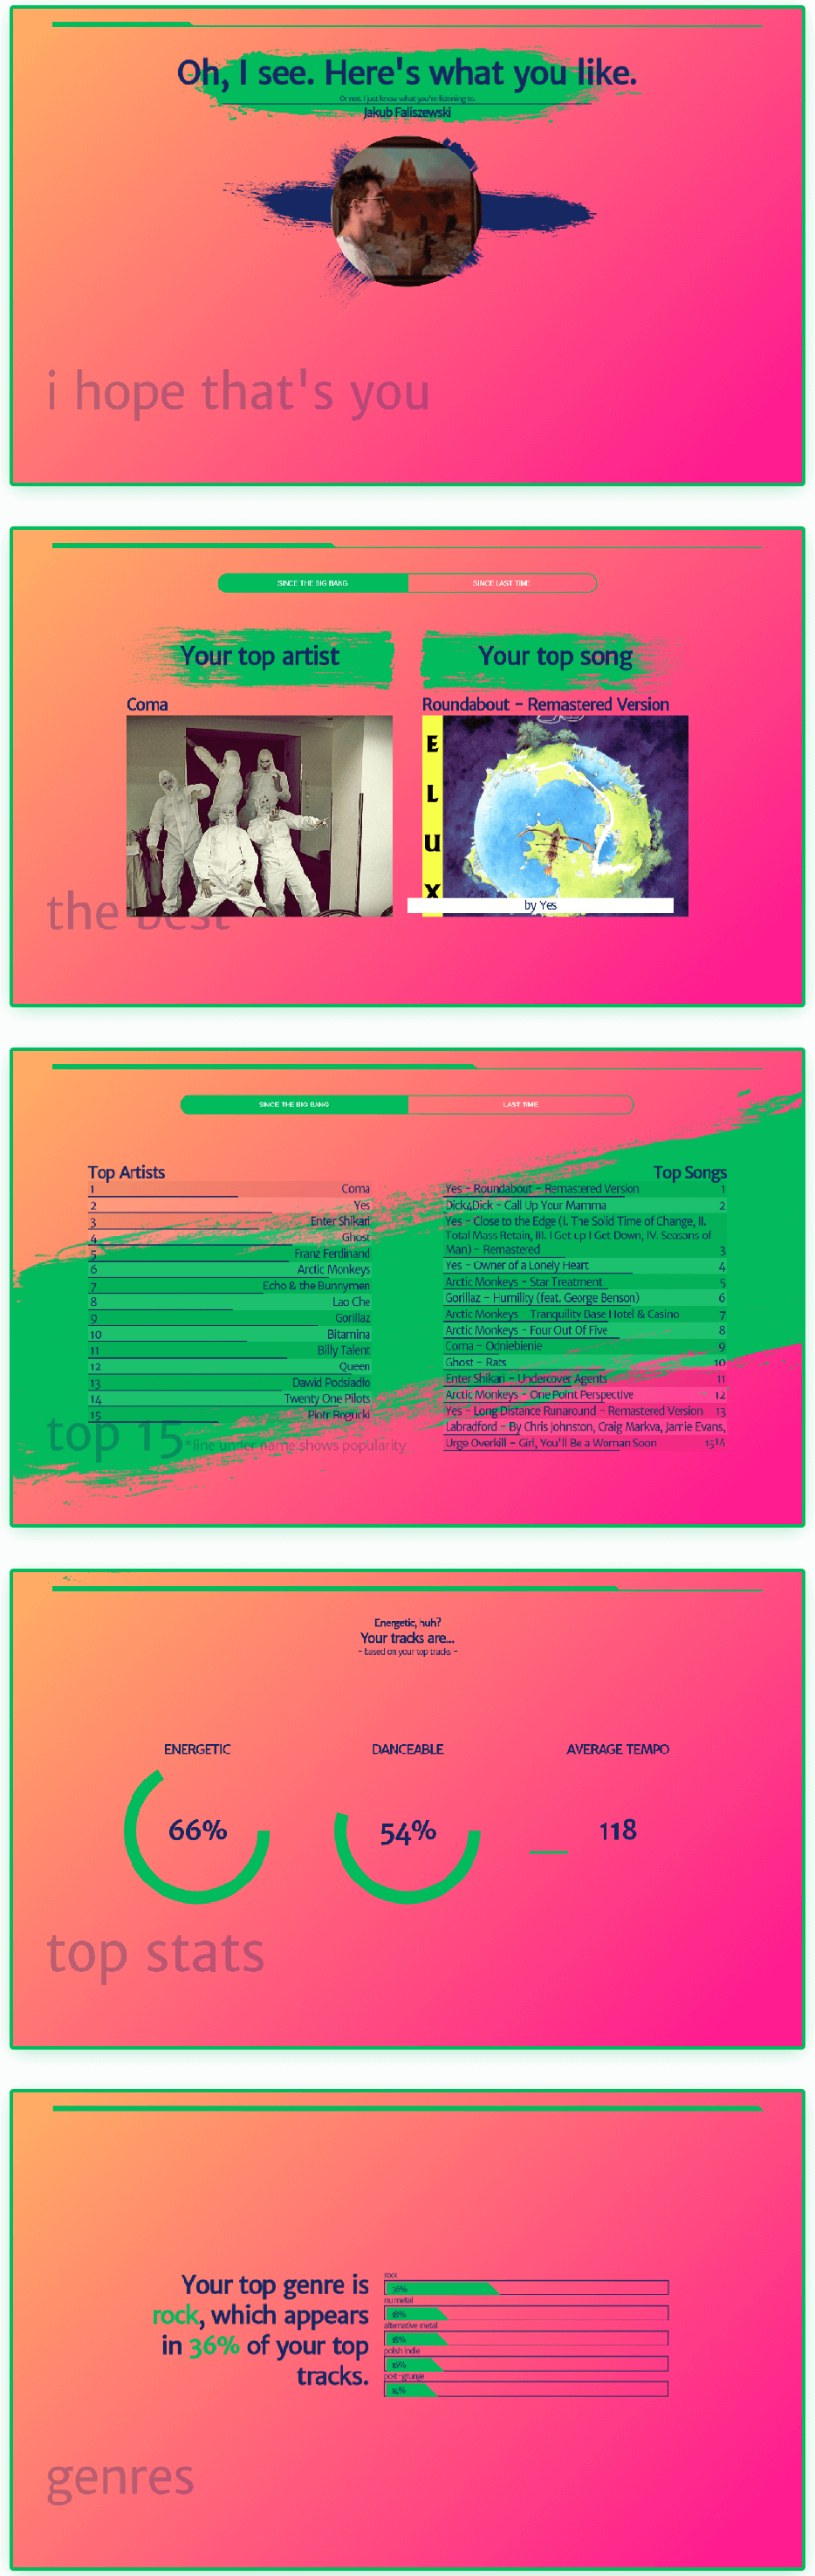 Oh, I see. Here's what you like.
Or not. I just know what you're listening to.
Jakub Faliszewski
i hope that's you
SINCE THE BIG BANG
SINCE LAST TIME
Your top artist
Your top song
Coma
Roundabout - Remastered Version
E
L
U
X
by Yes
the best
SINCE THE BIG BANG
LAST TIME
Top Artists
1 Coma
2 Yes
3 Enter Shikari
4 Ghost
5 Franz Ferdinand
6 Arctic Monkeys
7 Echo & the Bunnymen
8 Lao Che
9 Gorillaz
10 Bitamina
11 Billy Talent
12 Queen
13 Dawid Podsiadło
14 Twenty One Pilots
15 Piotr Rogucki
Top Songs
Yes - Roundabout - Remastered Version 1
Dick4Dick - Call Up Your Mamma 2
Yes - Close to the Edge (I. The Solid Time of Change, II.
Total Mass Retain, III. I Get up I Get Down, IV. Seasons of
Man) - Remastered 3
Yes - Owner of a Lonely Heart 4
Arctic Monkeys - Star Treatment 5
Gorillaz - Humility (feat. George Benson) 6
Arctic Monkeys - Tranquility Base Hotel & Casino 7
Arctic Monkeys - Four Out Of Five 8
Coma - Odniebienie 9
Ghost - Rats 10
Enter Shikari - Undercover Agents 11
Arctic Monkeys - One Point Perspective 12
Yes - Long Distance Runaround - Remastered Version 13
Labradford - By Chris Johnston, Craig Markva, Jamie Evans,
14
Urge Overkill - Girl, You'll Be a Woman Soon 15
top 15
*line under name shows popularity
Energetic, huh?
Your tracks are...
- based on your top tracks -
ENERGETIC
DANCEABLE
AVERAGE TEMPO
66%
54%
118
top stats
Your top genre is
rock, which appears
in 36% of your top
tracks.
rock
36%
nu metal
18%
alternative metal
18%
polish indie
16%
post-grunge
14%
genres